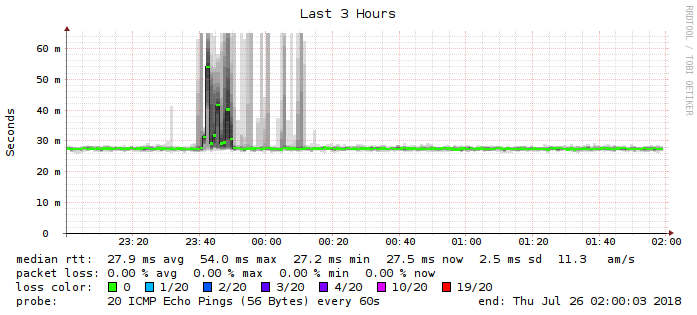 Last 3 Hours
RRDTOOL / TOBI OETIKER
Seconds
60 m
50 m
40 m
30 m
20 m
10 m
0
23:20 23:40 00:00 00:20 00:40 01:00 01:20 01:40 02:00
median rtt: 27.9 ms avg 54.0 ms max 27.2 ms min 27.5 ms now 2.5 ms sd 11.3 am/s
packet loss: 0.00 % avg 0.00 % max 0.00 % min 0.00 % now
loss color: 0 1/20 2/20 3/20 4/20 10/20 19/20
probe: 20 ICMP Echo Pings (56 Bytes) every 60s end: Thu Jul 26 02:00:03 2018